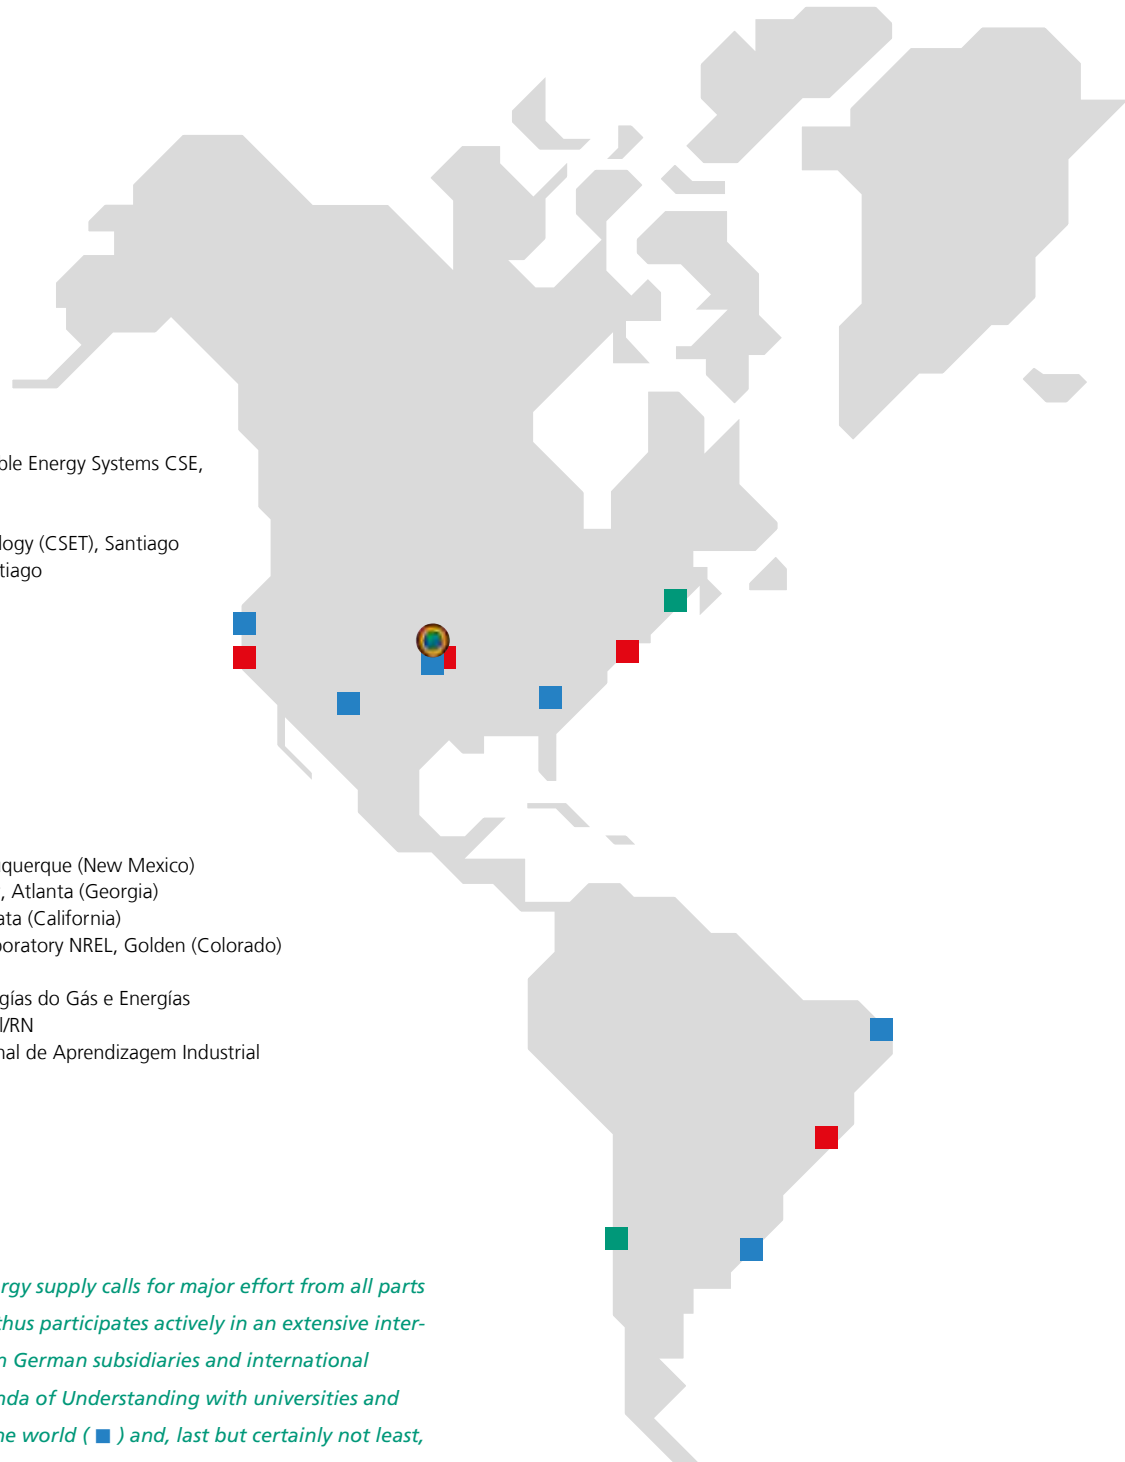 ble Energy Systems CSE,
logy (CSET), Santiago
tiago
uquerque (New Mexico)
, Atlanta (Georgia)
ata (California)
boratory NREL, Golden (Colorado)
gías do Gás e Energías
l/RN
nal de Aprendizagem Industrial
rgy supply calls for major effort from all parts
thus participates actively in an extensive inter-
n German subsidiaries and international
nda of Understanding with universities and
he world ( ■ ) and, last but certainly not least,